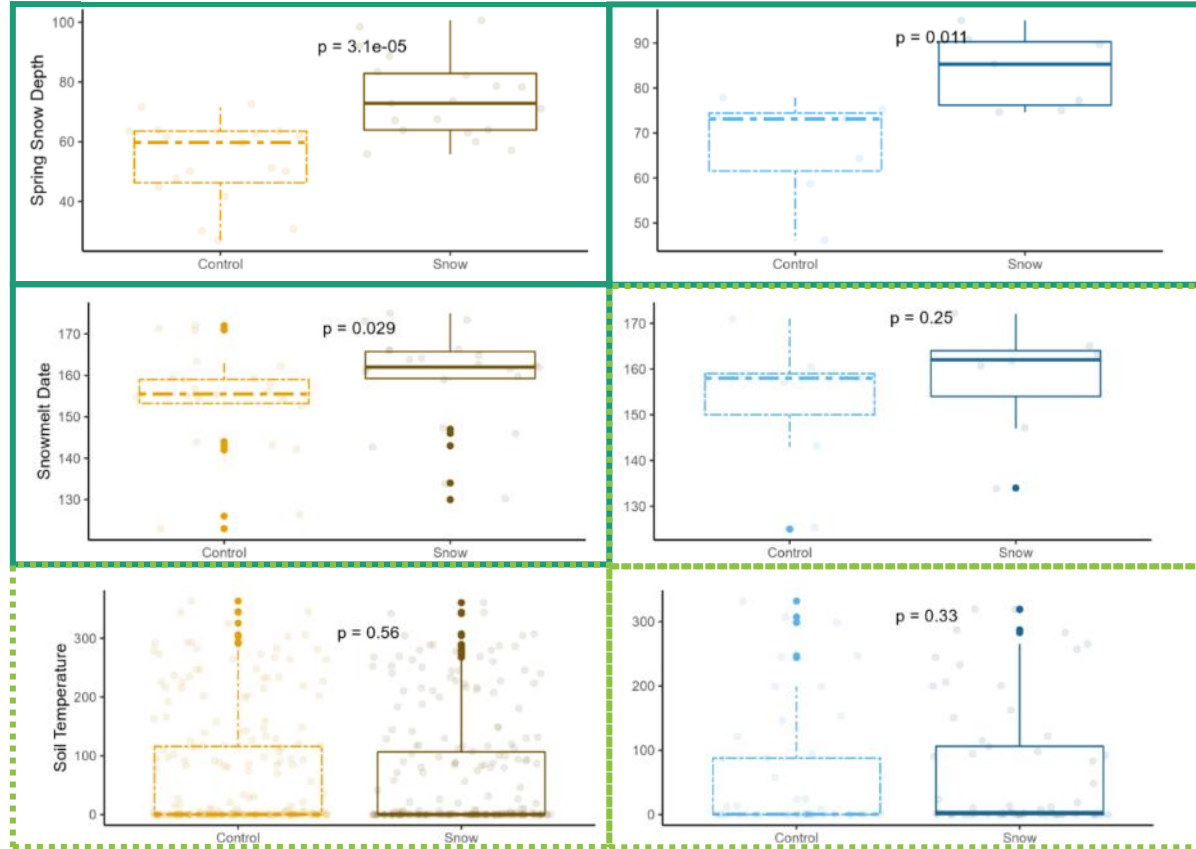 Spring Snow Depth
100
80
60
40
p = 3.1e-05
Control
Snow
90
80
70
60
50
p = 0.011
Control
Snow
Snowmelt Date
170
160
150
140
130
p = 0.029
Control
Snow
170
160
150
140
130
p = 0.25
Control
Snow
Soil Temperature
300
200
100
0
p = 0.56
Control
Snow
300
200
100
0
p = 0.33
Control
Snow